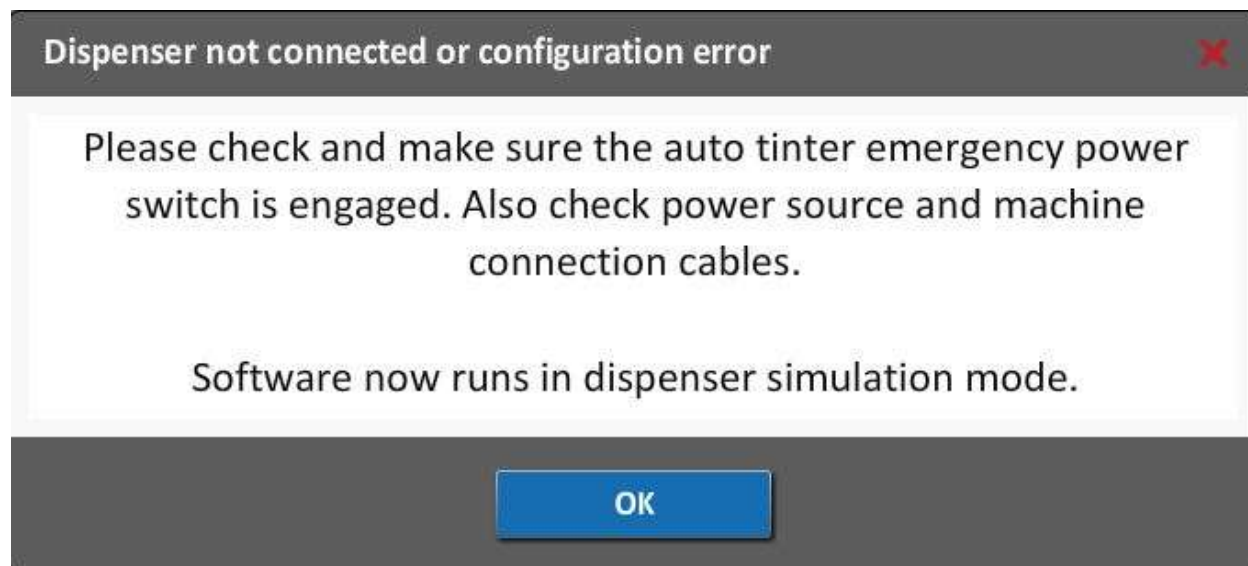 Dispenser not connected or configuration error
Please check and make sure the auto tinter emergency power
switch is engaged. Also check power source and machine
connection cables.
Software now runs in dispenser simulation mode.
OK